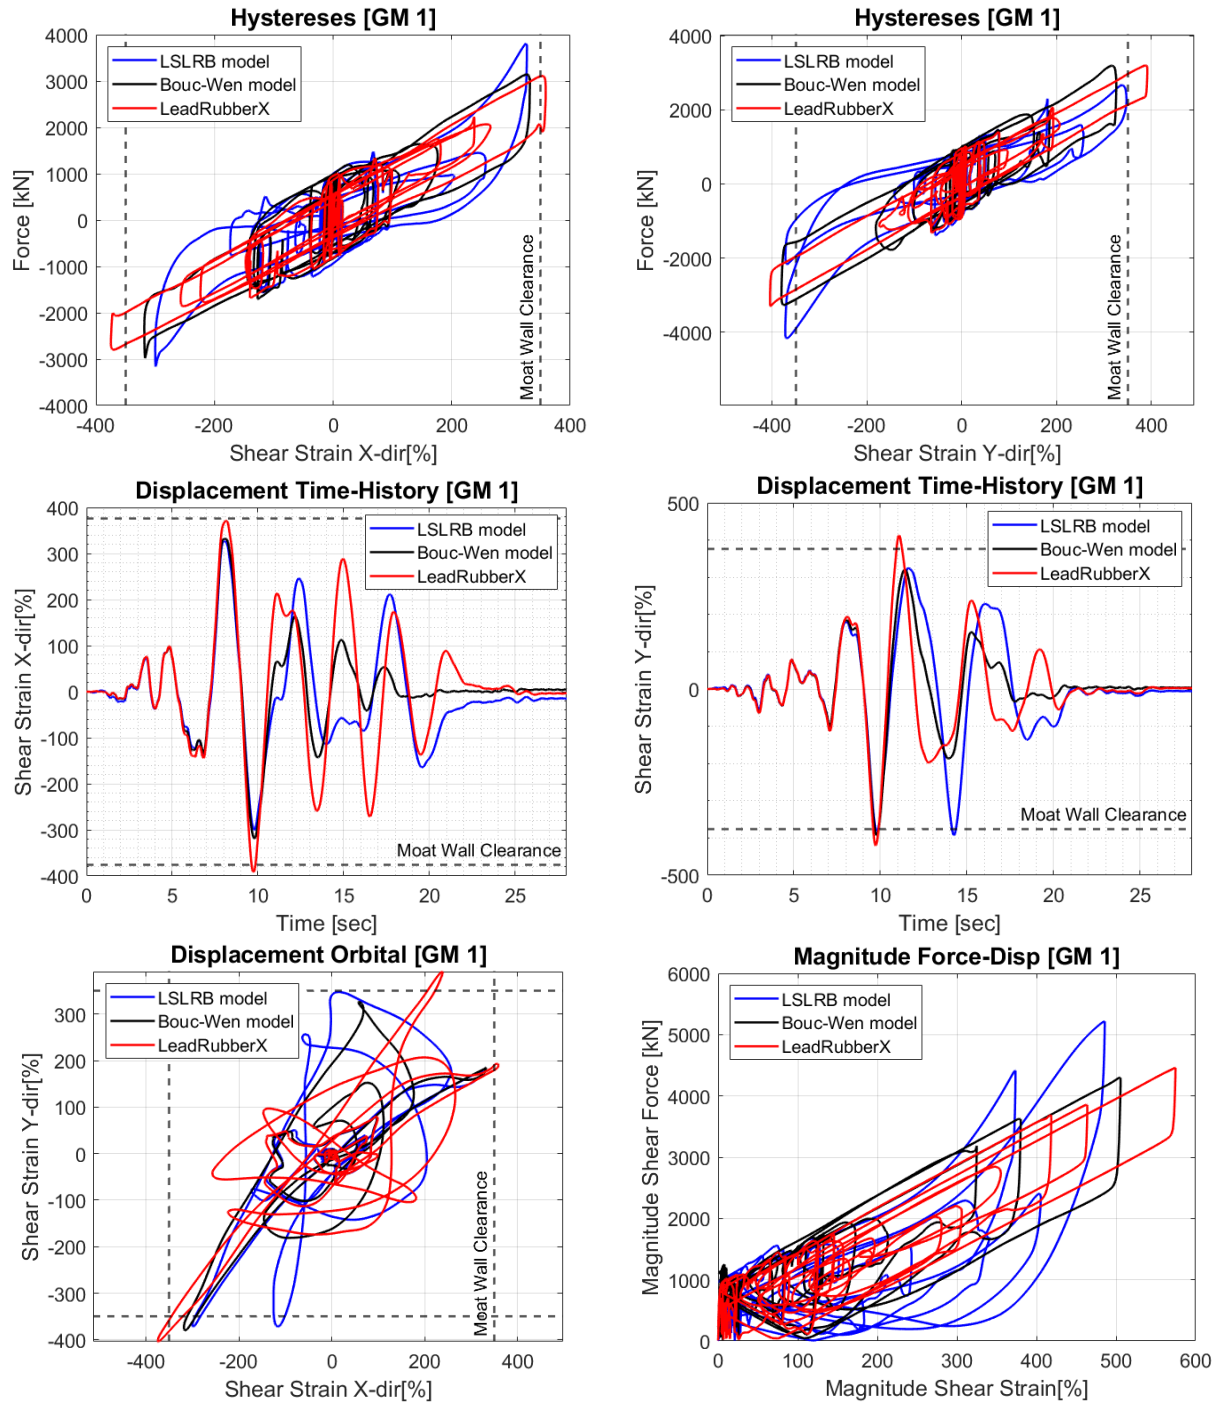 Hystereses [GM 1]
4000
3000
2000
1000
0
-1000
-2000
-3000
-4000
-400
-200
0
200
400
Force [kN]
Shear Strain X-dir[%]
LSLRB model
Bouc-Wen model
LeadRubberX
Moat Wall Clearance
Hystereses [GM 1]
4000
2000
0
-2000
-4000
-400
-200
0
200
400
Force [kN]
Shear Strain Y-dir[%]
LSLRB model
Bouc-Wen model
LeadRubberX
Moat Wall Clearance
Displacement Time-History [GM 1]
400
300
200
100
0
-100
-200
-300
-400
0
5
10
15
20
25
Shear Strain X-dir[%]
Time [sec]
LSLRB model
Bouc-Wen model
LeadRubberX
Moat Wall Clearance
Displacement Time-History [GM 1]
500
0
-500
0
5
10
15
20
25
Shear Strain Y-dir[%]
Time [sec]
LSLRB model
Bouc-Wen model
LeadRubberX
Moat Wall Clearance
Displacement Orbital [GM 1]
300
200
100
0
-100
-200
-300
-400
-400
-200
0
200
400
Shear Strain Y-dir[%]
Shear Strain X-dir[%]
LSLRB model
Bouc-Wen model
LeadRubberX
Moat Wall Clearance
Magnitude Force-Disp [GM 1]
6000
5000
4000
3000
2000
1000
0
0
100
200
300
400
500
600
Magnitude Shear Force [kN]
Magnitude Shear Strain[%]
LSLRB model
Bouc-Wen model
LeadRubberX